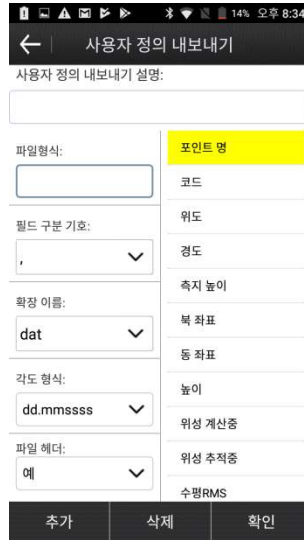 14% 오후 8:34
사용자 정의 내보내기
사용자 정의 내보내기 설명:
파일형식:
필드 구분 기호:
,
확장 이름:
dat
각도 형식:
dd.mmssss
파일 헤더:
예
포인트 명
코드
위도
경도
측지 높이
북 좌표
동 좌표
높이
위성 계산중
위성 추적중
수평RMS
추가
삭제
확인